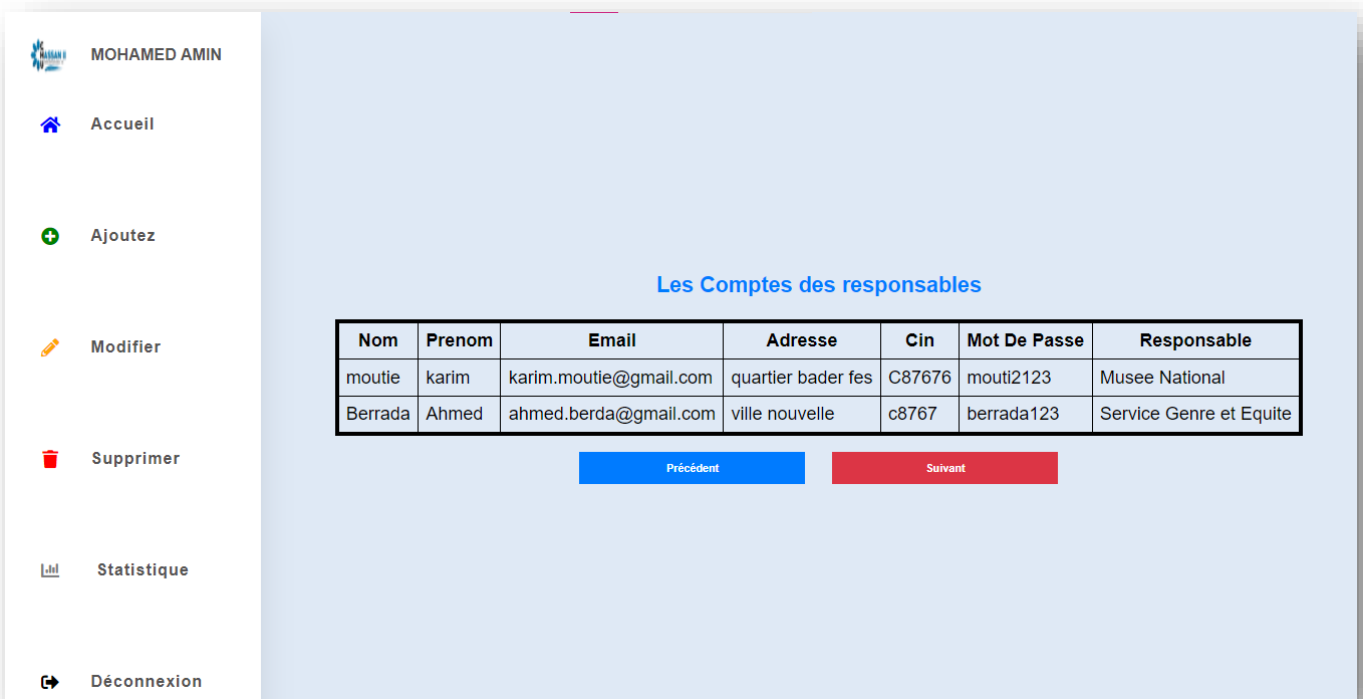 HASSAN II
MOHAMED AMIN
Accueil
Ajoutez
Modifier
Supprimer
Statistique
Déconnexion
Les Comptes des responsables
Nom Prenom Email Adresse Cin Mot De Passe Responsable
moutie karim karim.moutie@gmail.com quartier bader fes C87676 mouti2123 Musee National
Berrada Ahmed ahmed.berda@gmail.com ville nouvelle c8767 berrada123 Service Genre et Equite
Précédent Suivant